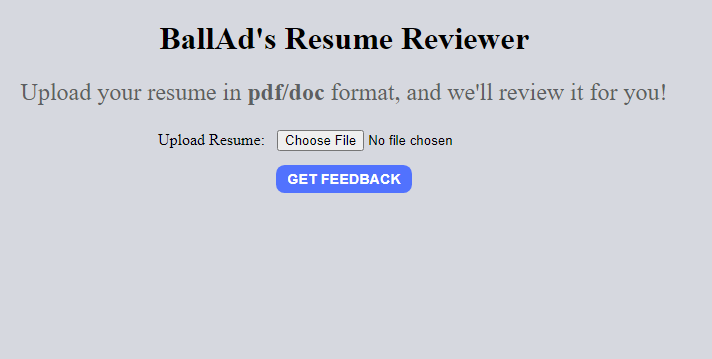 BallAd's Resume Reviewer
Upload your resume in pdf/doc format, and we'll review it for you!
Upload Resume: Choose File No file chosen
GET FEEDBACK